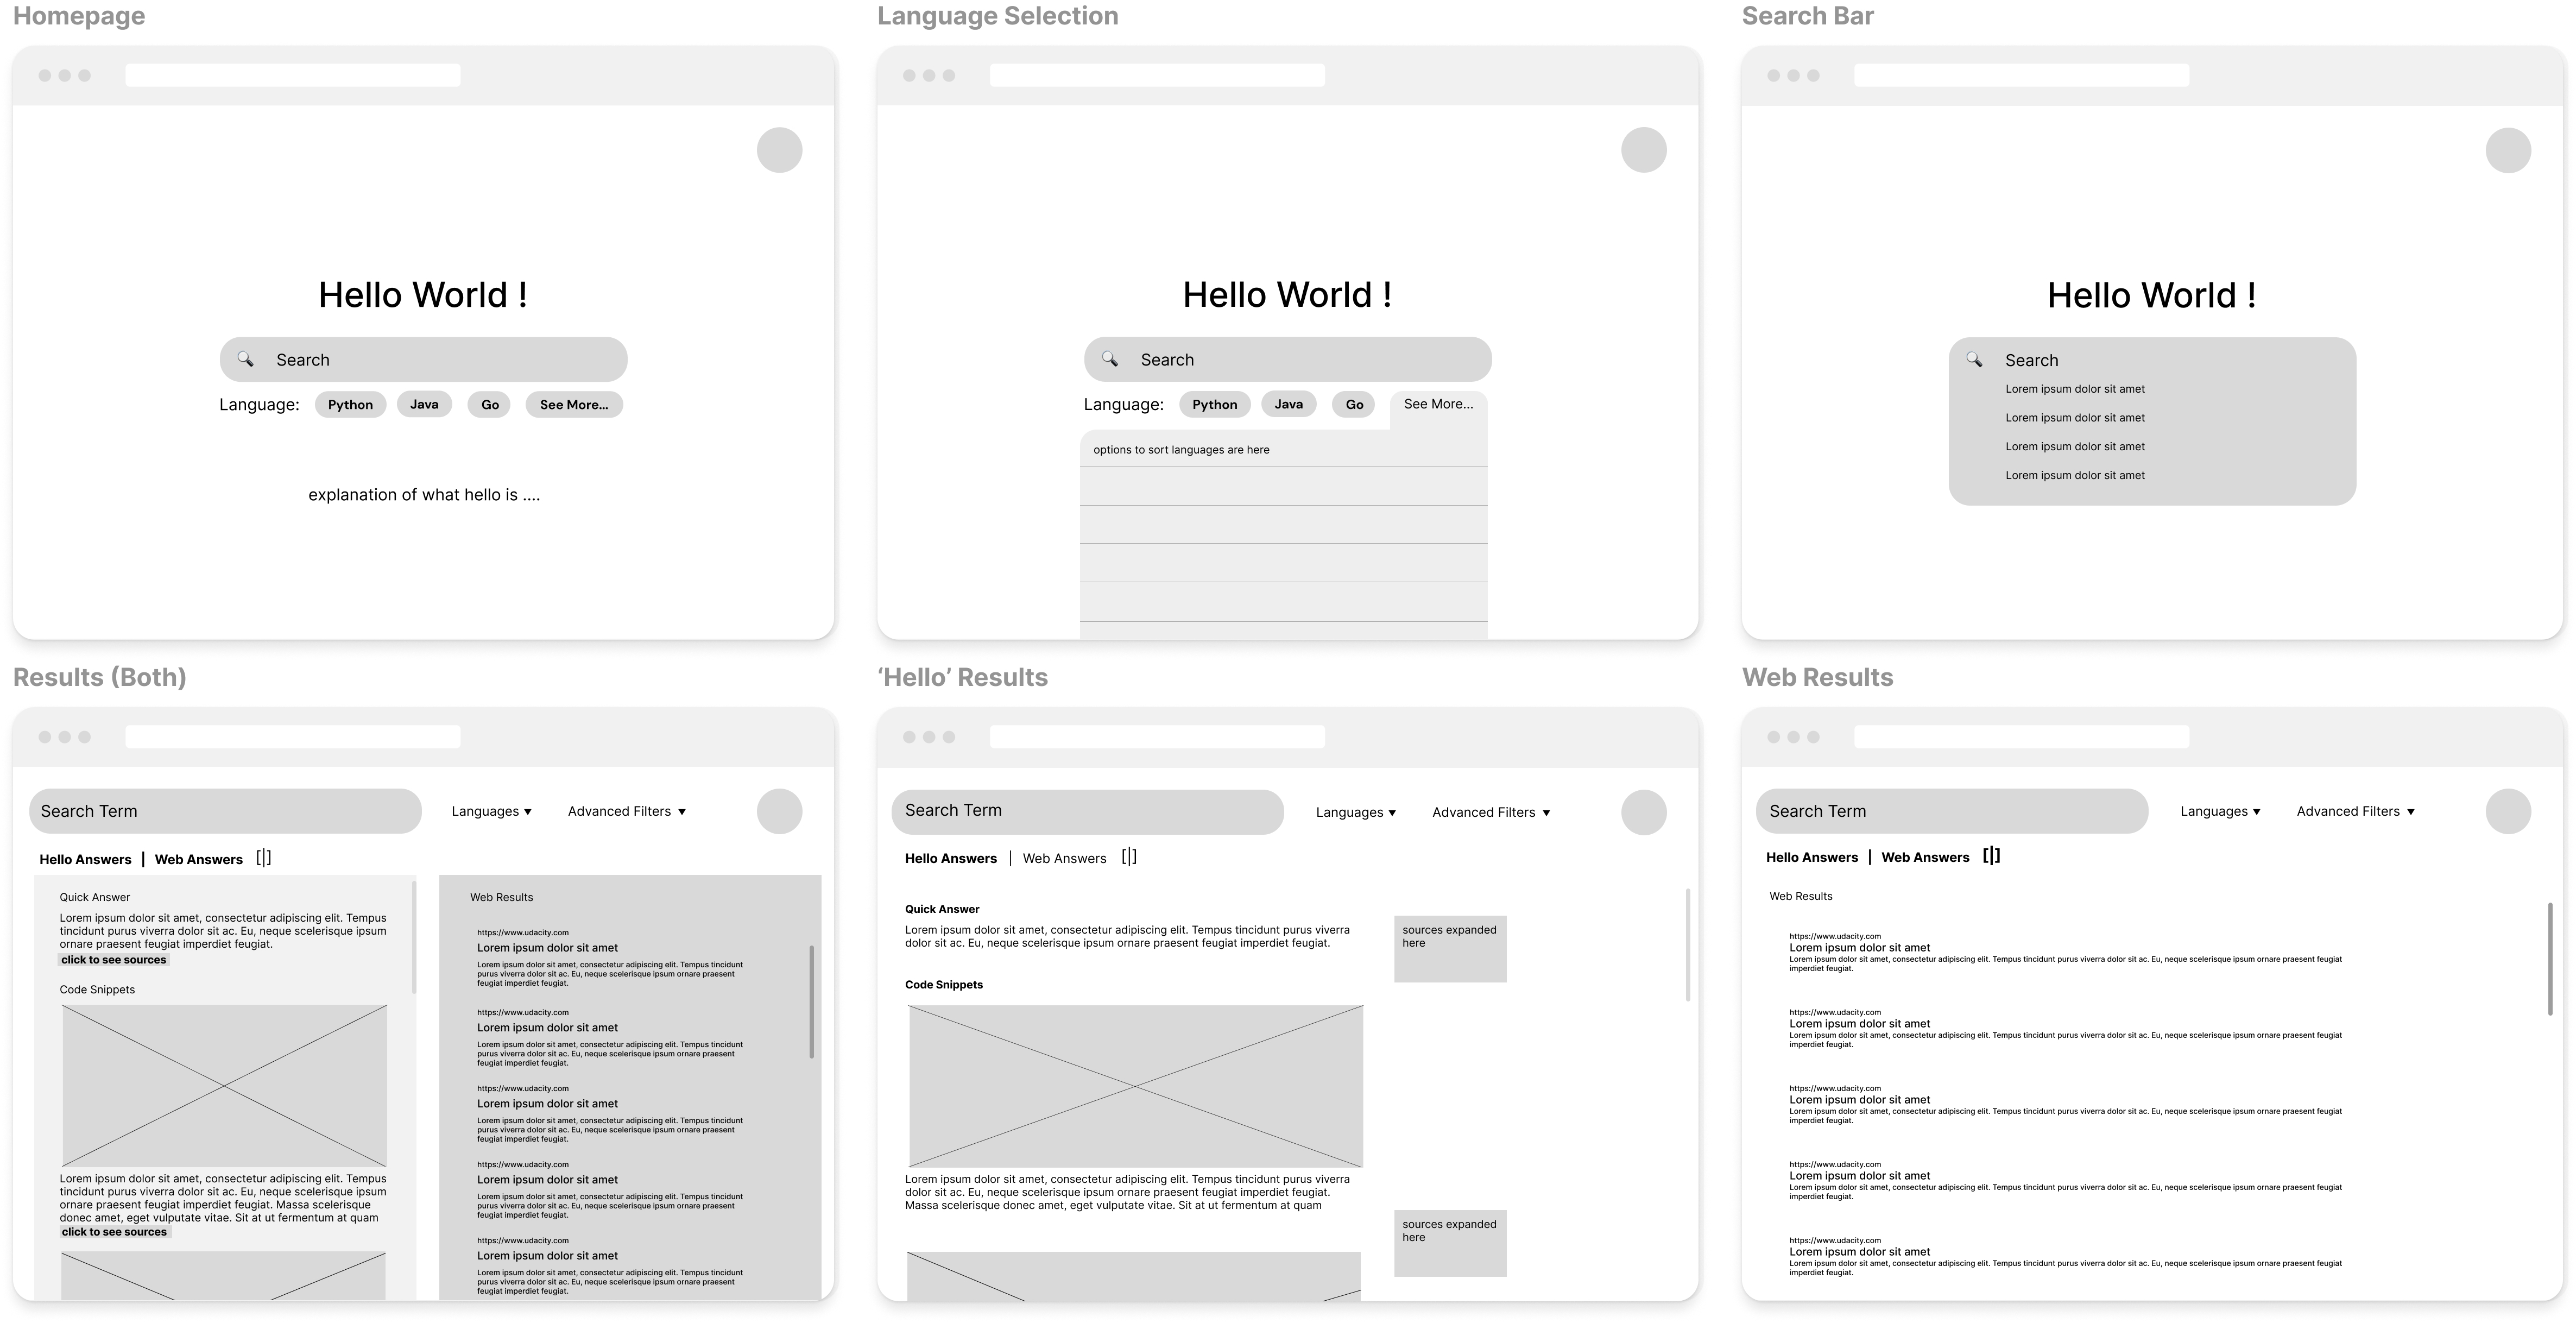 Homepage
Hello World !
🔍 Search
Language: Python Java Go See More...
explanation of what hello is ....
Language Selection
Hello World !
🔍 Search
Language: Python Java Go See More...
options to sort languages are here
Search Bar
Hello World !
🔍 Search
Lorem ipsum dolor sit amet
Lorem ipsum dolor sit amet
Lorem ipsum dolor sit amet
Lorem ipsum dolor sit amet
Results (Both)
Search Term Languages ▼ Advanced Filters ▼
Hello Answers | Web Answers [|]
Quick Answer
Lorem ipsum dolor sit amet, consectetur adipiscing elit. Tempus
tincidunt purus viverra dolor sit ac. Eu, neque scelerisque ipsum
ornare praesent feugiat imperdiet feugiat.
click to see sources
Code Snippets
Lorem ipsum dolor sit amet, consectetur adipiscing elit. Tempus
tincidunt purus viverra dolor sit ac. Eu, neque scelerisque ipsum
ornare praesent feugiat imperdiet feugiat. Massa scelerisque
donec amet, eget vulputate vitae. Sit at ut fermentum at quam
click to see sources
Web Results
https://www.udacity.com
Lorem ipsum dolor sit amet
Lorem ipsum dolor sit amet, consectetur adipiscing elit. Tempus tincidunt
purus viverra dolor sit ac. Eu, neque scelerisque ipsum ornare praesent
feugiat imperdiet feugiat.
https://www.udacity.com
Lorem ipsum dolor sit amet
Lorem ipsum dolor sit amet, consectetur adipiscing elit. Tempus tincidunt
purus viverra dolor sit ac. Eu, neque scelerisque ipsum ornare praesent
feugiat imperdiet feugiat.
https://www.udacity.com
Lorem ipsum dolor sit amet
Lorem ipsum dolor sit amet, consectetur adipiscing elit. Tempus tincidunt
purus viverra dolor sit ac. Eu, neque scelerisque ipsum ornare praesent
feugiat imperdiet feugiat.
https://www.udacity.com
Lorem ipsum dolor sit amet
Lorem ipsum dolor sit amet, consectetur adipiscing elit. Tempus tincidunt
purus viverra dolor sit ac. Eu, neque scelerisque ipsum ornare praesent
feugiat imperdiet feugiat.
https://www.udacity.com
Lorem ipsum dolor sit amet
Lorem ipsum dolor sit amet, consectetur adipiscing elit. Tempus tincidunt
purus viverra dolor sit ac. Eu, neque scelerisque ipsum ornare praesent
feugiat imperdiet feugiat.
‘Hello’ Results
Search Term Languages ▼ Advanced Filters ▼
Hello Answers | Web Answers [|]
Quick Answer
Lorem ipsum dolor sit amet, consectetur adipiscing elit. Tempus tincidunt purus viverra
dolor sit ac. Eu, neque scelerisque ipsum ornare praesent feugiat imperdiet feugiat.
sources expanded
here
Code Snippets
Lorem ipsum dolor sit amet, consectetur adipiscing elit. Tempus tincidunt purus viverra
dolor sit ac. Eu, neque scelerisque ipsum ornare praesent feugiat imperdiet feugiat.
Massa scelerisque donec amet, eget vulputate vitae. Sit at ut fermentum at quam
sources expanded
here
Web Results
Search Term Languages ▼ Advanced Filters ▼
Hello Answers | Web Answers [|]
Web Results
https://www.udacity.com
Lorem ipsum dolor sit amet
Lorem ipsum dolor sit amet, consectetur adipiscing elit. Tempus tincidunt purus viverra dolor sit ac. Eu, neque scelerisque ipsum ornare praesent feugiat
imperdiet feugiat.
https://www.udacity.com
Lorem ipsum dolor sit amet
Lorem ipsum dolor sit amet, consectetur adipiscing elit. Tempus tincidunt purus viverra dolor sit ac. Eu, neque scelerisque ipsum ornare praesent feugiat
imperdiet feugiat.
https://www.udacity.com
Lorem ipsum dolor sit amet
Lorem ipsum dolor sit amet, consectetur adipiscing elit. Tempus tincidunt purus viverra dolor sit ac. Eu, neque scelerisque ipsum ornare praesent feugiat
imperdiet feugiat.
https://www.udacity.com
Lorem ipsum dolor sit amet
Lorem ipsum dolor sit amet, consectetur adipiscing elit. Tempus tincidunt purus viverra dolor sit ac. Eu, neque scelerisque ipsum ornare praesent feugiat
imperdiet feugiat.
https://www.udacity.com
Lorem ipsum dolor sit amet
Lorem ipsum dolor sit amet, consectetur adipiscing elit. Tempus tincidunt purus viverra dolor sit ac. Eu, neque scelerisque ipsum ornare praesent feugiat
imperdiet feugiat.